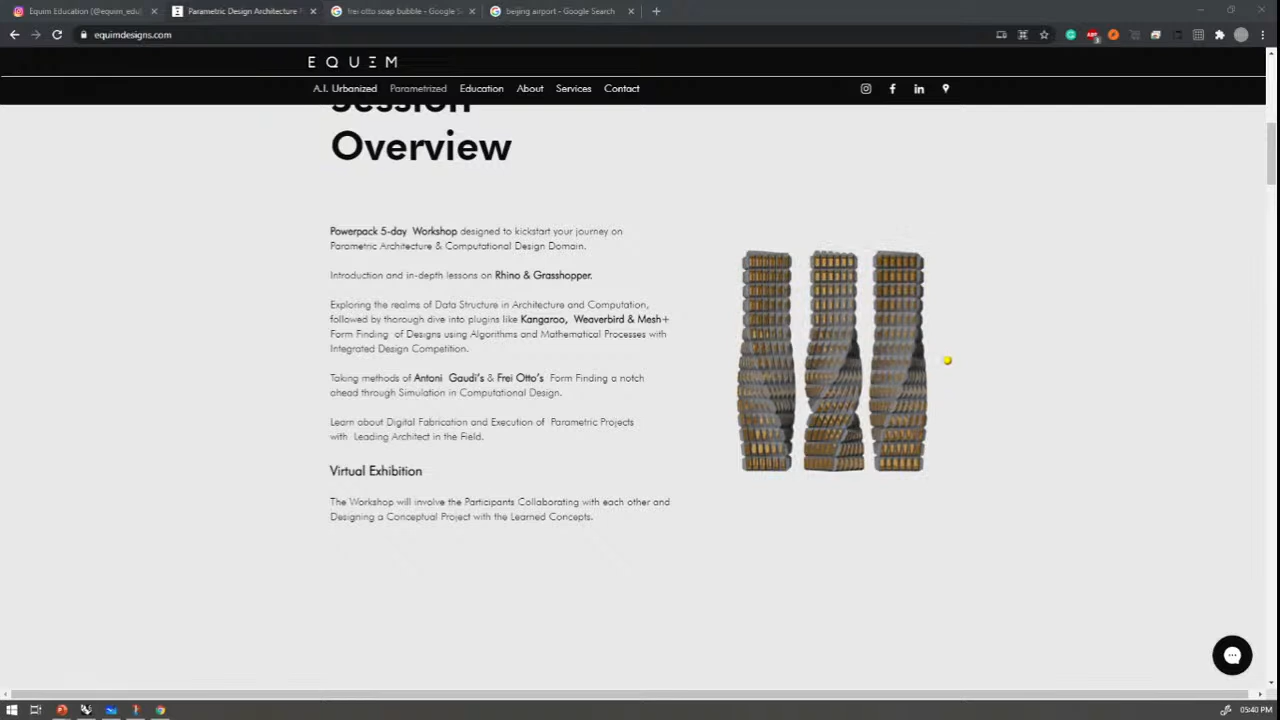 Equim Education (@equim_edu
Parametric Design Architecture
frei otto soap bubble - Google S
beijing airport - Google Search
equimdesigns.com
EQUIM
A.I. Urbanized Parametrized Education About Services Contact
Session
Overview
Powerpack 5-day Workshop designed to kickstart your journey on
Parametric Architecture & Computational Design Domain.
Introduction and in-depth lessons on Rhino & Grasshopper.
Exploring the realms of Data Structure in Architecture and Computation,
followed by thorough dive into plugins like Kangaroo, Weaverbird & Mesh+
Form Finding of Designs using Algorithms and Mathematical Processes with
Integrated Design Competition.
Taking methods of Antoni Gaudi's & Frei Otto's Form Finding a notch
ahead through Simulation in Computational Design.
Learn about Digital Fabrication and Execution of Parametric Projects
with Leading Architect in the Field.
Virtual Exhibition
The Workshop will involve the Participants Collaborating with each other and
Designing a Conceptual Project with the Learned Concepts.
05:40 PM